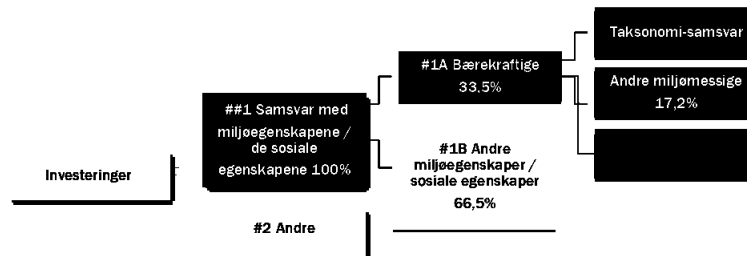 Investeringer
##1 Samsvar med
miljøegenskapene /
de sosiale
egenskapene 100%
#2 Andre
#1A Bærekraftige
33,5%
#1B Andre
miljøegenskaper /
sosiale egenskaper
66,5%
Taksonomi-samsvar
Andre miljømessige
17,2%